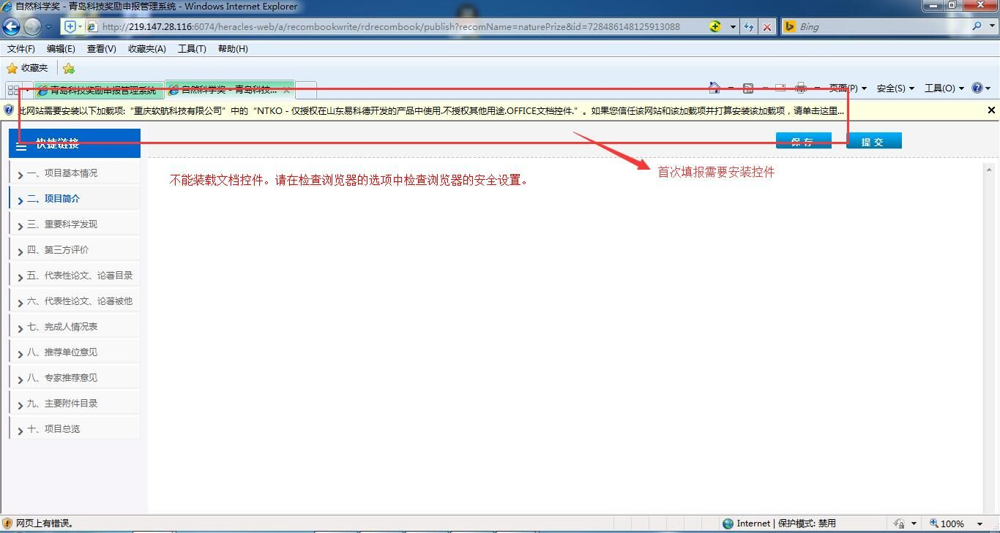 自然科学奖 - 青岛科技奖励申报管理系统 - Windows Internet Explorer
http://219.147.28.116:6074/heracles-web/a/recombookwrite/rdrecombook/publish?recomName=naturePrize&id=728486148125913088
Bing
文件(F) 编辑(E) 查看(V) 收藏夹(A) 工具(T) 帮助(H)
收藏夹
青岛科技奖励申报管理系统 自然科学奖 - 青岛科技... 页面(P) 安全(S) 工具(O)
此网站需要安装以下加载项: “重庆软航科技有限公司”中的“NTKO - 仅授权在山东易科德开发的产品中使用.不授权其他用途.OFFICE文档控件.”。如果您信任该网站和该加载项并打算安装该加载项，请单击这里...
快捷链接 保 存 提 交
不能装载文档控件。请在检查浏览器的选项中检查浏览器的安全设置。
首次填报需要安装控件
一、项目基本情况
二、项目简介
三、重要科学发现
四、第三方评价
五、代表性论文、论著目录
六、代表性论文、论著被他
七、完成人情况表
八、推荐单位意见
八、专家推荐意见
九、主要附件目录
十、项目总览
网页上有错误。 Internet | 保护模式: 禁用 100%